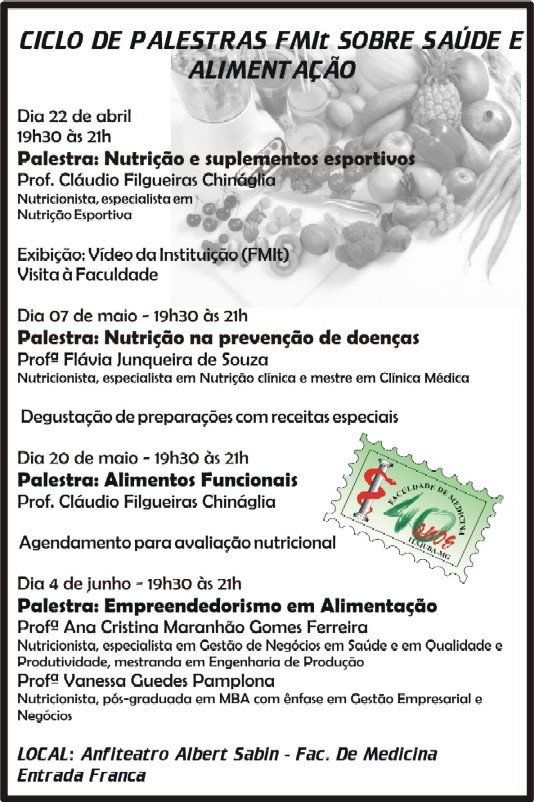 CICLO DE PALESTRAS FMIt SOBRE SAÚDE E
ALIMENTAÇÃO
Dia 22 de abril
19h30 às 21h
Palestra: Nutrição e suplementos esportivos
Prof. Cláudio Filgueiras Chináglia
Nutricionista, especialista em
Nutrição Esportiva
Exibição: Vídeo da Instituição (FMIt)
Visita à Faculdade
Dia 07 de maio - 19h30 às 21h
Palestra: Nutrição na prevenção de doenças
Profª Flávia Junqueira de Souza
Nutricionista, especialista em Nutrição clínica e mestre em Clínica Médica
Degustação de preparações com receitas especiais
Dia 20 de maio - 19h30 às 21h
Palestra: Alimentos Funcionais
Prof. Cláudio Filgueiras Chináglia
FACULDADE DE MEDICINA
40
anos
ITAJUBÁ-MG
Agendamento para avaliação nutricional
Dia 4 de junho - 19h30 às 21h
Palestra: Empreendedorismo em Alimentação
Profª Ana Cristina Maranhão Gomes Ferreira
Nutricionista, especialista em Gestão de Negócios em Saúde e em Qualidade e
Produtividade, mestranda em Engenharia de Produção
Profª Vanessa Guedes Pamplona
Nutricionista, pós-graduada em MBA com ênfase em Gestão Empresarial e
Negócios
LOCAL: Anfiteatro Albert Sabin - Fac. De Medicina
Entrada Franca